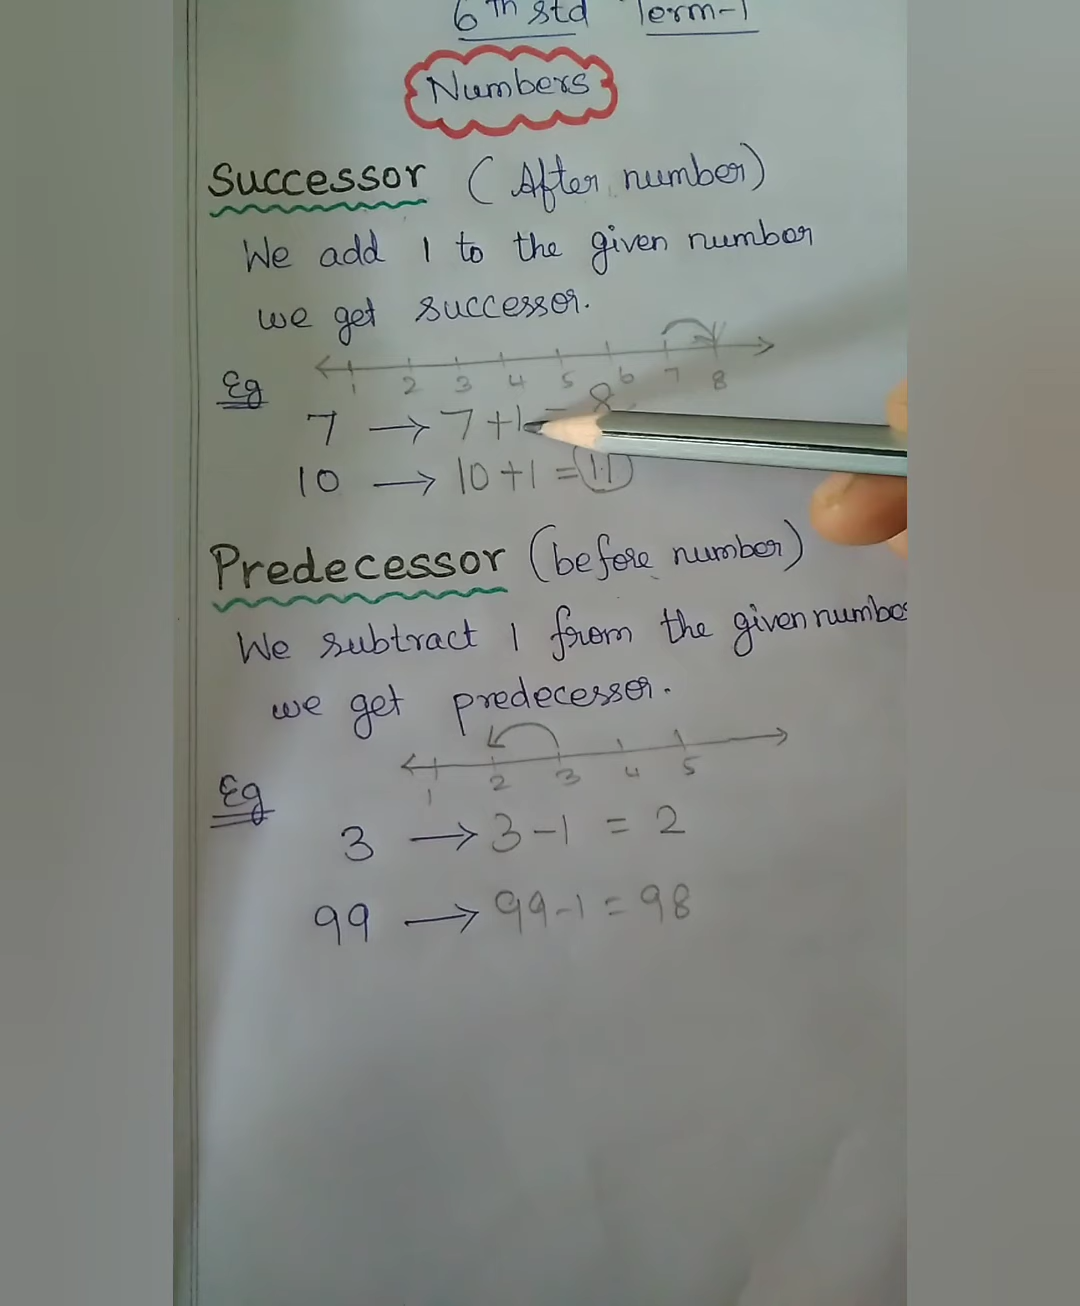 6th std Term-1
Numbers
Successor (After number)
We add 1 to the given number
we get successor.
1 2 3 4 5 6 7 8
Eg
7 → 7+1 = 8
10 → 10+1 = 11
Predecessor (before number)
We subtract 1 from the given number
we get predecessor.
1 2 3 4 5
Eg
3 → 3-1 = 2
99 → 99-1 = 98